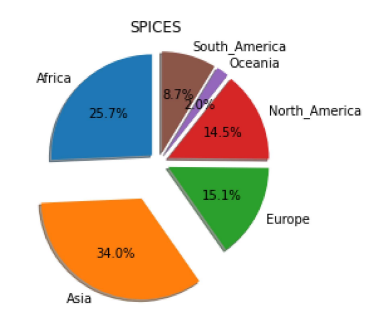 SPICES
South_America
Oceania
Africa
8.7%
2.0%
25.7%
North_America
14.5%
15.1%
Europe
34.0%
Asia